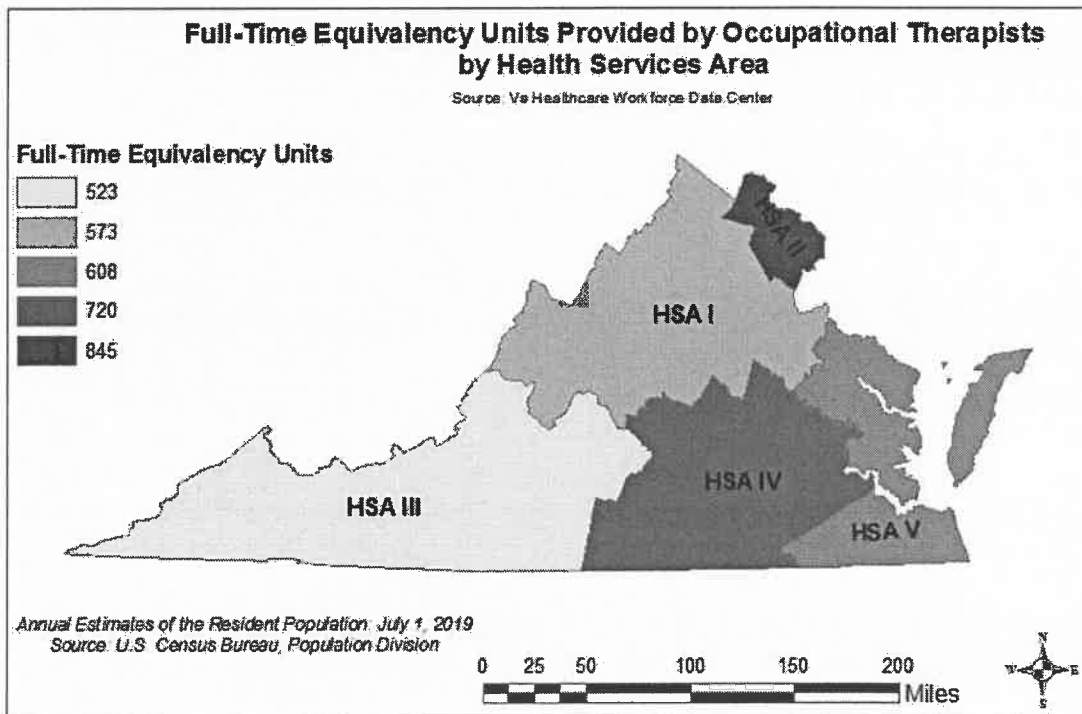 Full-Time Equivalency Units Provided by Occupational Therapists
by Health Services Area
Source: Va Healthcare Workforce Data Center
Full-Time Equivalency Units
523
573
608
720
845
HSA II
HSA I
HSA III
HSA IV
HSA V
Annual Estimates of the Resident Population: July 1, 2019
Source: U.S. Census Bureau, Population Division
0 25 50 100 150 200
Miles
N
W E
S